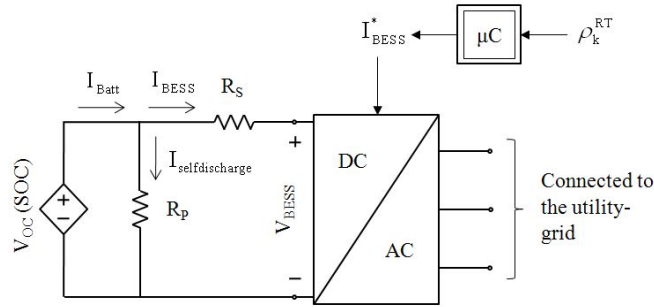 I*BESS
μC
ρkRT
IBatt
IBESS
RS
Iselfdischarge
VOC (SOC)
+
−
RP
+
VBESS
−
DC
AC
Connected to
the utility-
grid